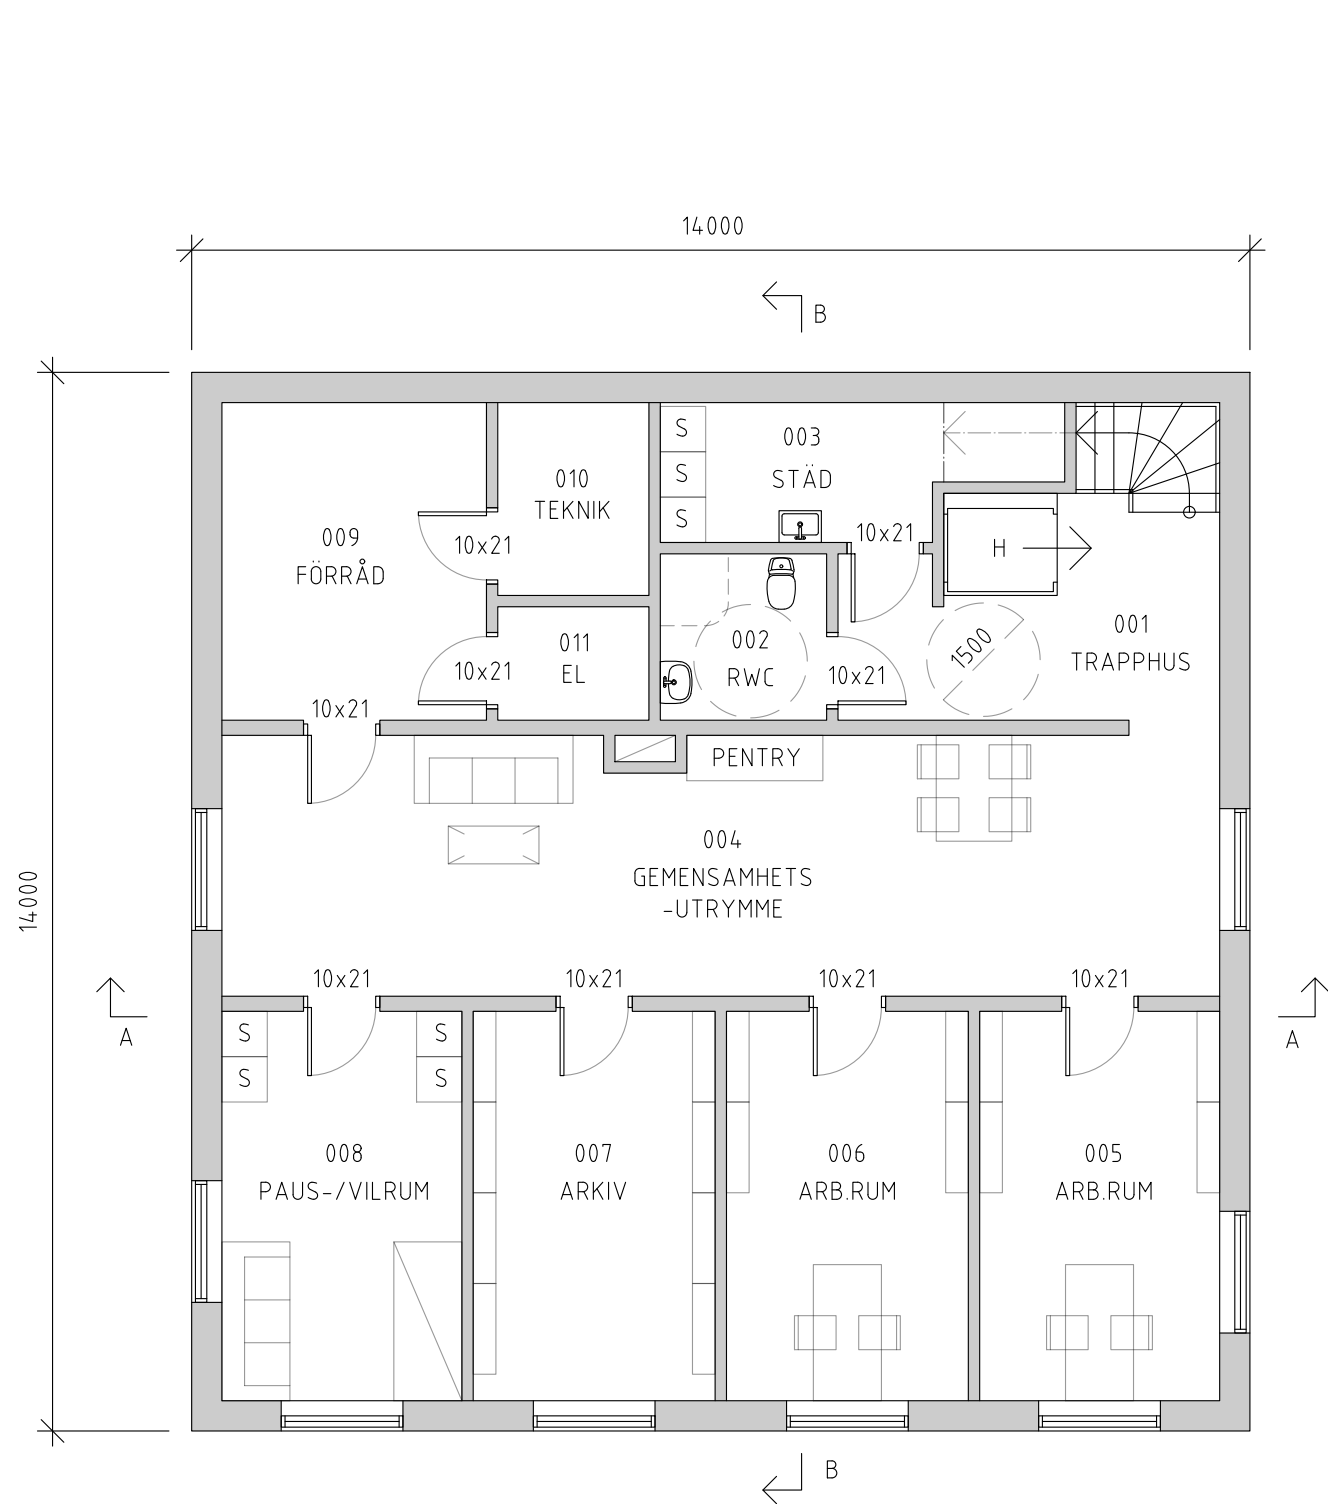 14000
B
003
STÄD
S
S
S
010
TEKNIK
009
FÖRRÅD
10x21
10x21
H
001
TRAPPHUS
1500
002
RWC
10x21
011
EL
10x21
10x21
PENTRY
004
GEMENSAMHETS
-UTRYMME
14000
10x21
10x21
10x21
10x21
A
A
S
S
S
S
008
PAUS-/VILRUM
007
ARKIV
006
ARB.RUM
005
ARB.RUM
B